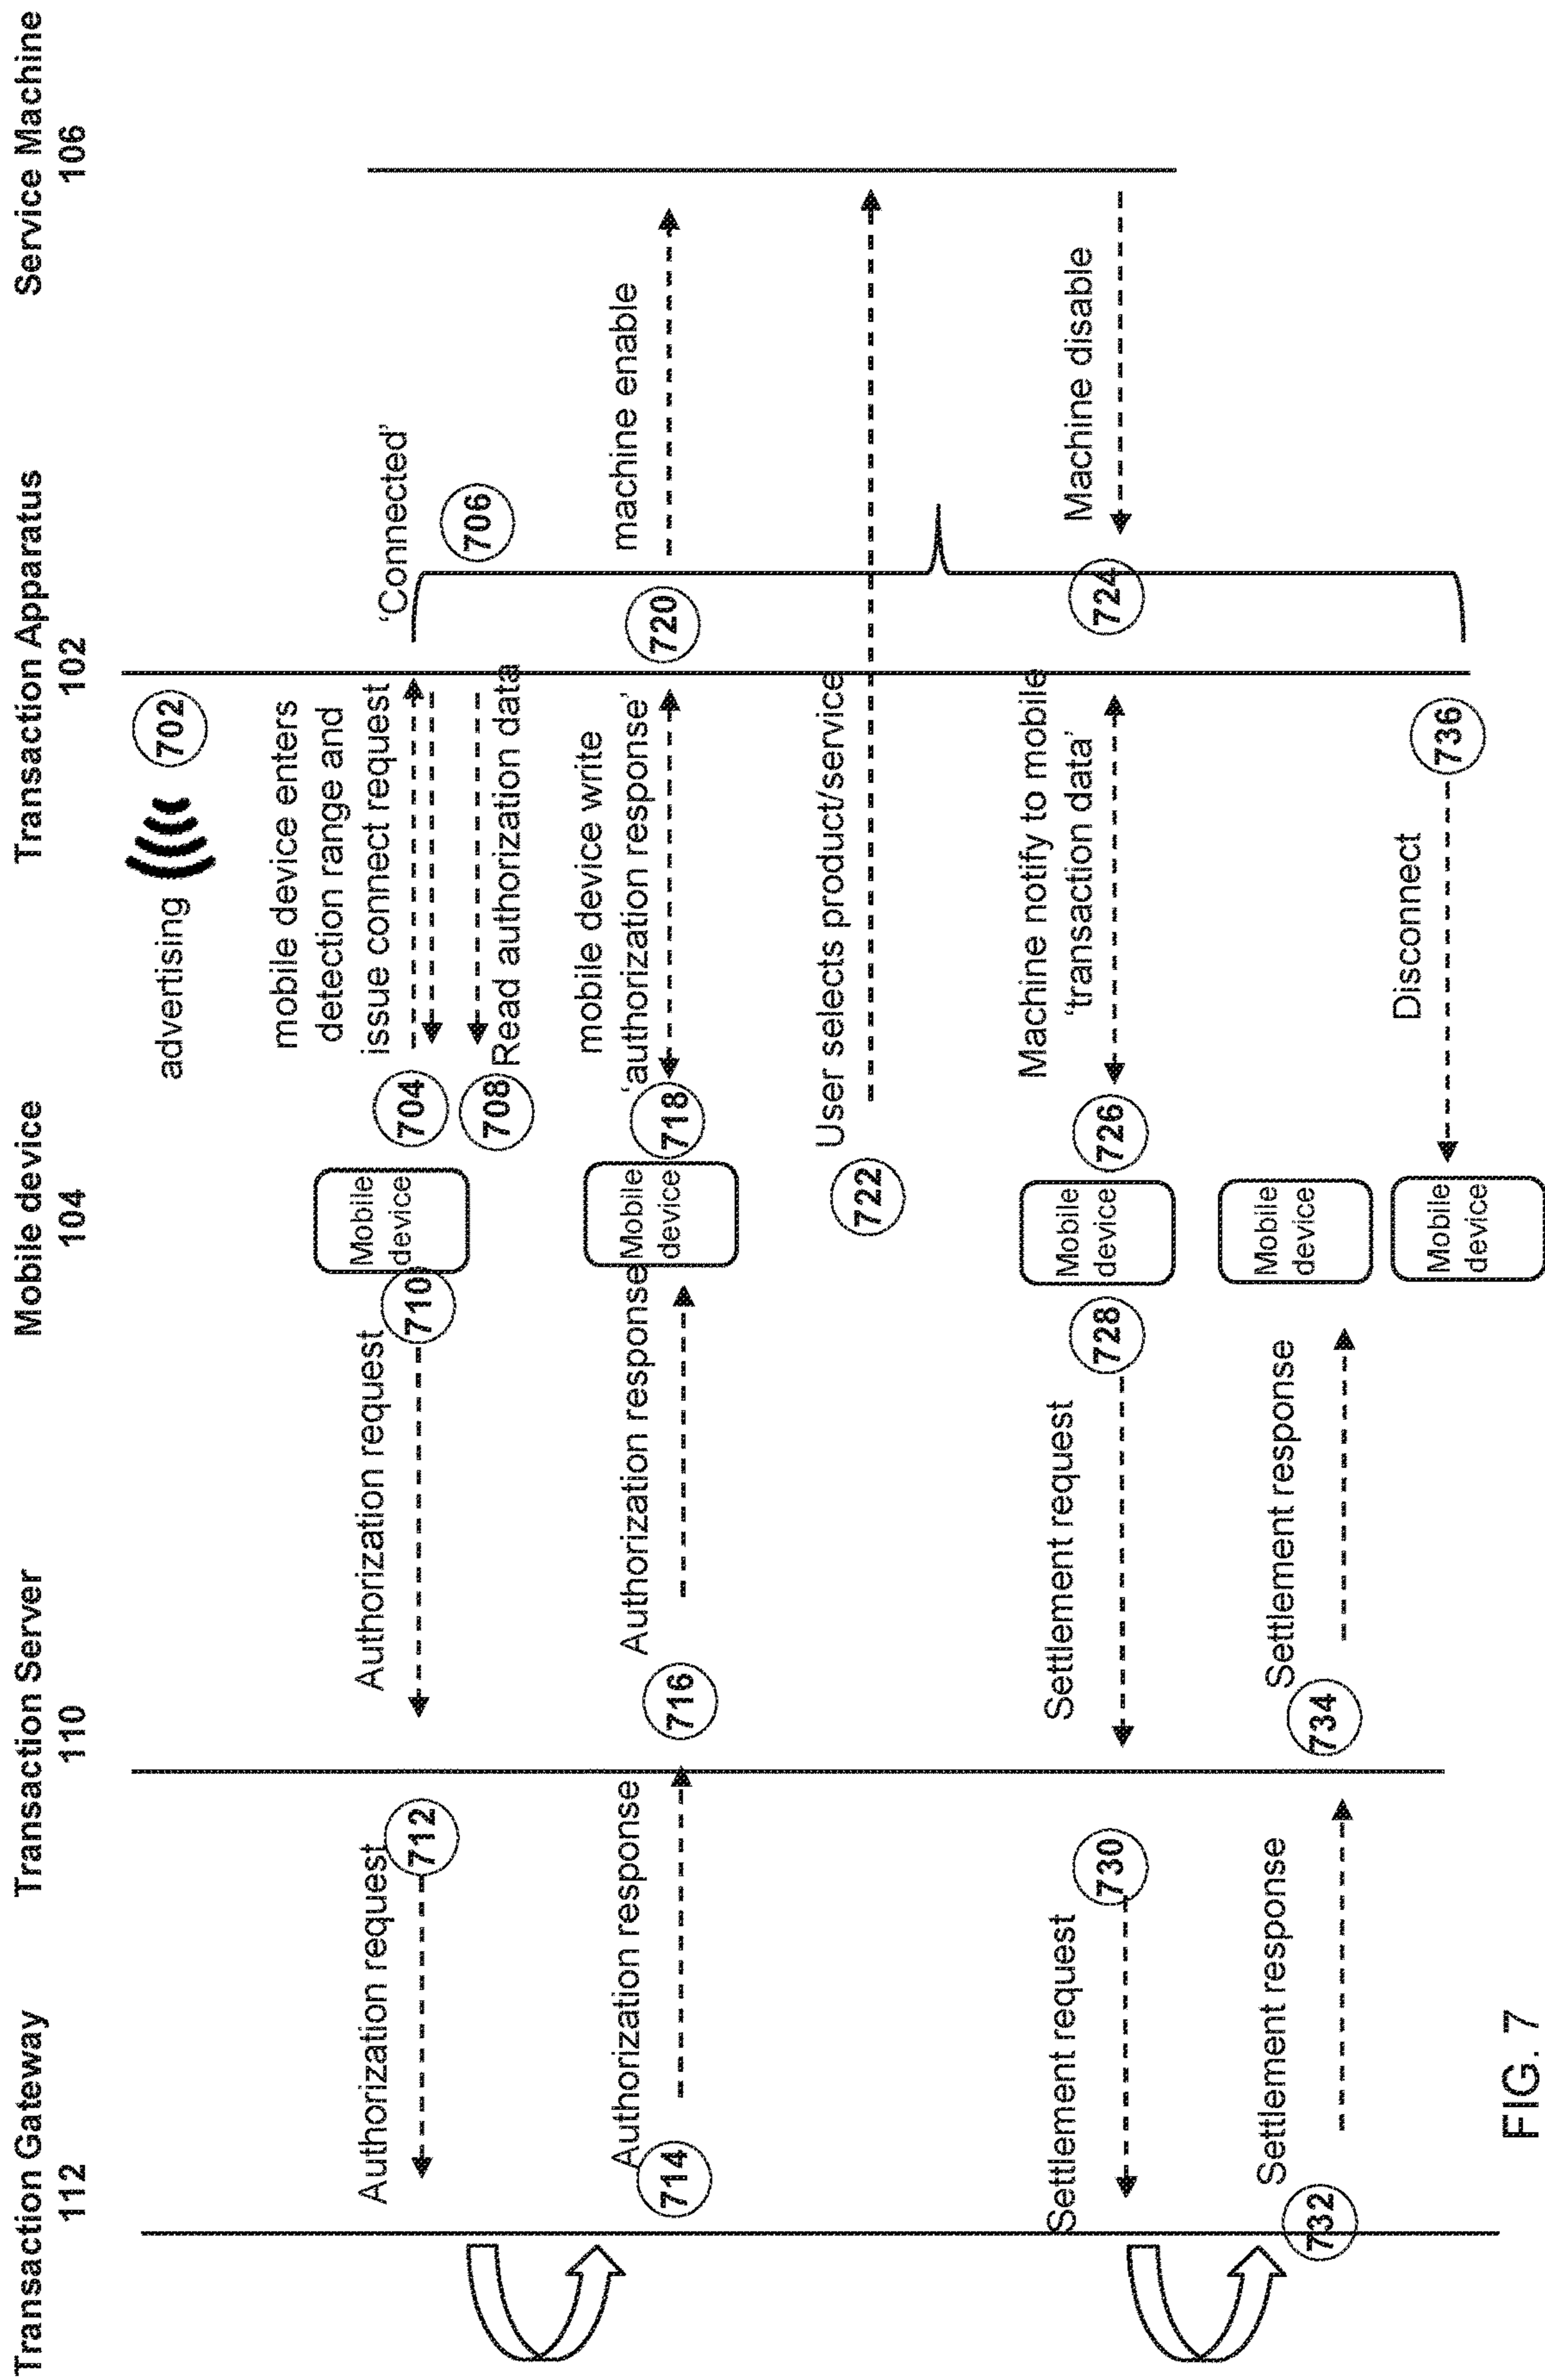 Transaction Gateway
112
Transaction Server
110
Mobile device
104
Transaction Apparatus
102
Service Machine
106
advertising
702
mobile device enters
detection range and
issue connect request
'Connected'
704
706
708
Read authorization data
Mobile
device
710
Authorization request
712
Authorization request
714
Authorization response
716
Authorization response
Mobile
device
718
mobile device write
'authorization response'
720
machine enable
722
User selects product/service
724
Machine disable
Machine notify to mobile
'transaction data'
726
Mobile
device
728
Settlement request
730
Settlement request
732
Settlement response
734
Settlement response
Mobile
device
736
Disconnect
Mobile
device
FIG. 7